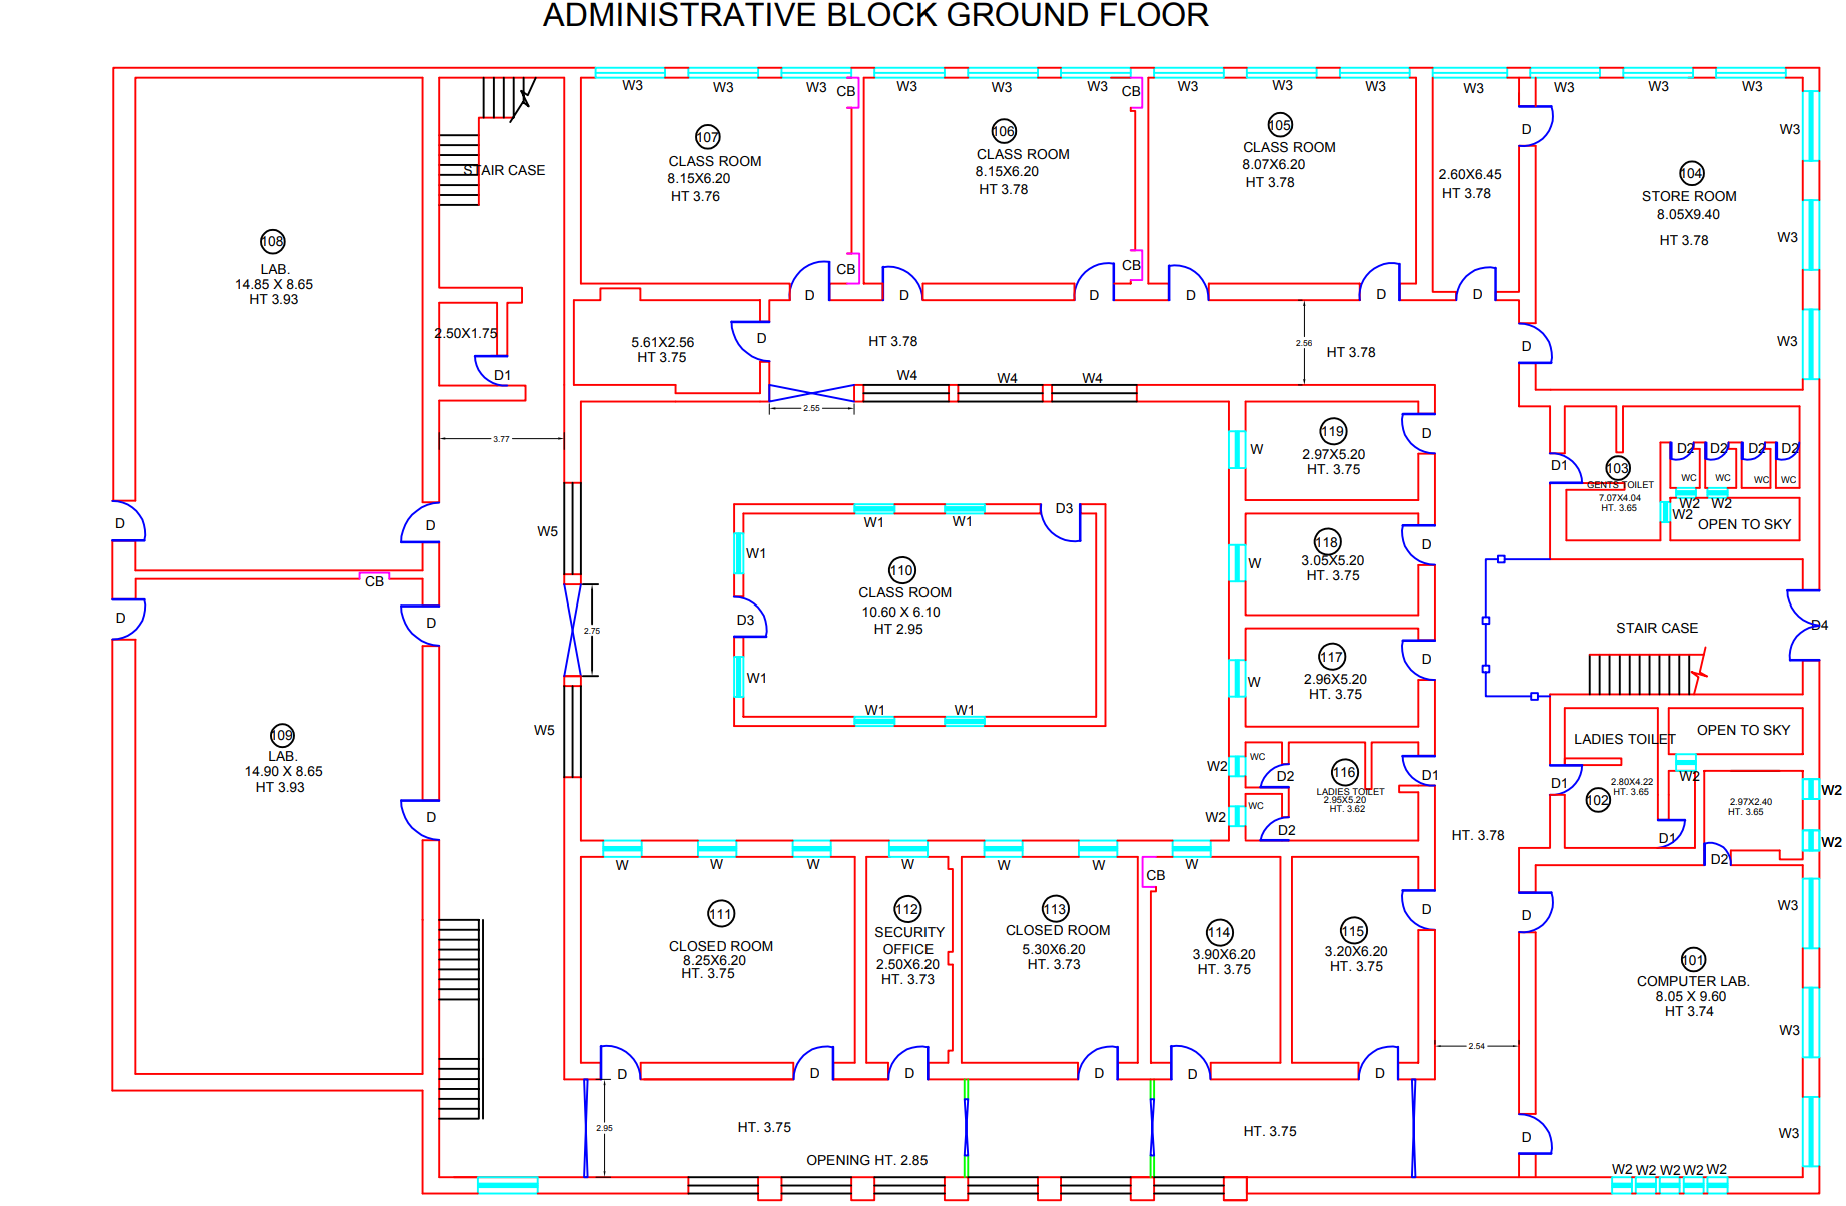 ADMINISTRATIVE BLOCK GROUND FLOOR
W3 W3 W3 CB W3 W3 W3 CB W3 W3 W3 W3 W3 W3 W3
107
CLASS ROOM
8.15X6.20
HT 3.76
106
CLASS ROOM
8.15X6.20
HT 3.78
105
CLASS ROOM
8.07X6.20
HT 3.78
2.60X6.45
HT 3.78
D
W3
104
STORE ROOM
8.05X9.40
HT 3.78
W3
W3
STAIR CASE
108
LAB.
14.85 X 8.65
HT 3.93
CB
CB
D D D D D D
2.50X1.75
D1
5.61X2.56
HT 3.75
D
HT 3.78
2.56
HT 3.78
D
W4 W4 W4
2.55
3.77
119
2.97X5.20
HT. 3.75
W
D
D1
103
GENTS TOILET
7.07X4.04
HT. 3.65
D2 D2 D2 D2
WC WC WC WC
W2 W2
W2
OPEN TO SKY
D
D
W5
W1 W1
D3
W1
118
3.05X5.20
HT. 3.75
W
D
110
CLASS ROOM
10.60 X 6.10
HT 2.95
CB
D
D
2.75
D3
STAIR CASE
D4
117
2.96X5.20
HT. 3.75
W
D
W1
W1 W1
W5
109
LAB.
14.90 X 8.65
HT 3.93
LADIES TOILET
OPEN TO SKY
W2
WC
D2
116
LADIES TOILET
2.95X5.20
HT. 3.62
D1
W2
WC
D2
W2
D1
2.80X4.22
HT. 3.65
102
D1
2.97X2.40
HT. 3.65
D2
W2
W2
D
HT. 3.78
W W W W W W W
CB
111
CLOSED ROOM
8.25X6.20
HT. 3.75
112
SECURITY
OFFICE
2.50X6.20
HT. 3.73
113
CLOSED ROOM
5.30X6.20
HT. 3.73
114
3.90X6.20
HT. 3.75
115
3.20X6.20
HT. 3.75
D
D
W3
101
COMPUTER LAB.
8.05 X 9.60
HT 3.74
W3
2.54
D D D D D D
2.95
HT. 3.75
HT. 3.75
D
W3
OPENING HT. 2.85
W2 W2 W2 W2 W2